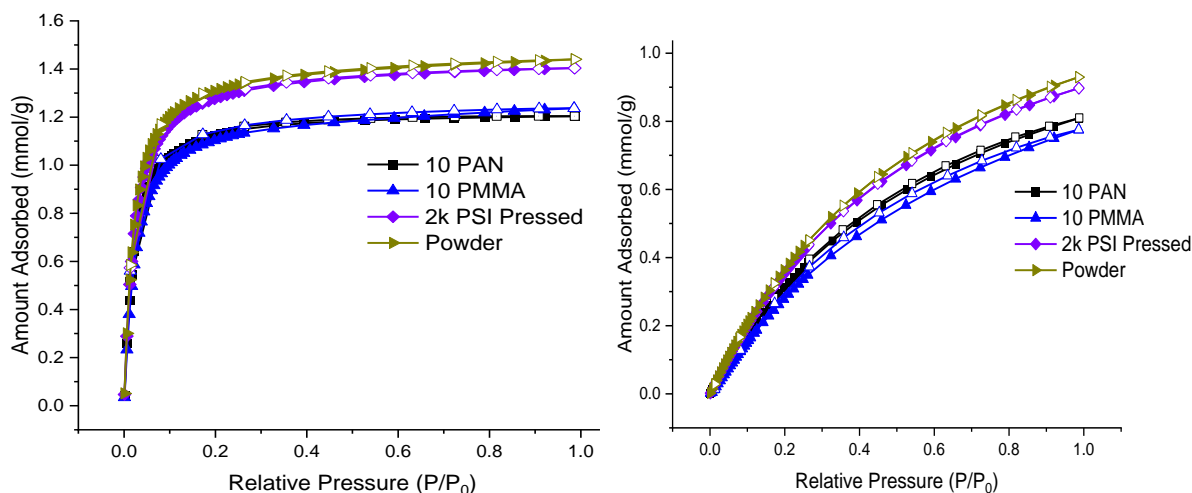 1.6
1.4
1.2
1.0
0.8
0.6
0.4
0.2
0.0
Amount Adsorbed (mmol/g)
10 PAN
10 PMMA
2k PSI Pressed
Powder
0.0 0.2 0.4 0.6 0.8 1.0
Relative Pressure (P/P₀)
1.0
0.8
0.6
0.4
0.2
0.0
Amount Adsorbed (mmol/g)
10 PAN
10 PMMA
2k PSI Pressed
Powder
0.0 0.2 0.4 0.6 0.8 1.0
Relative Pressure (P/P₀)